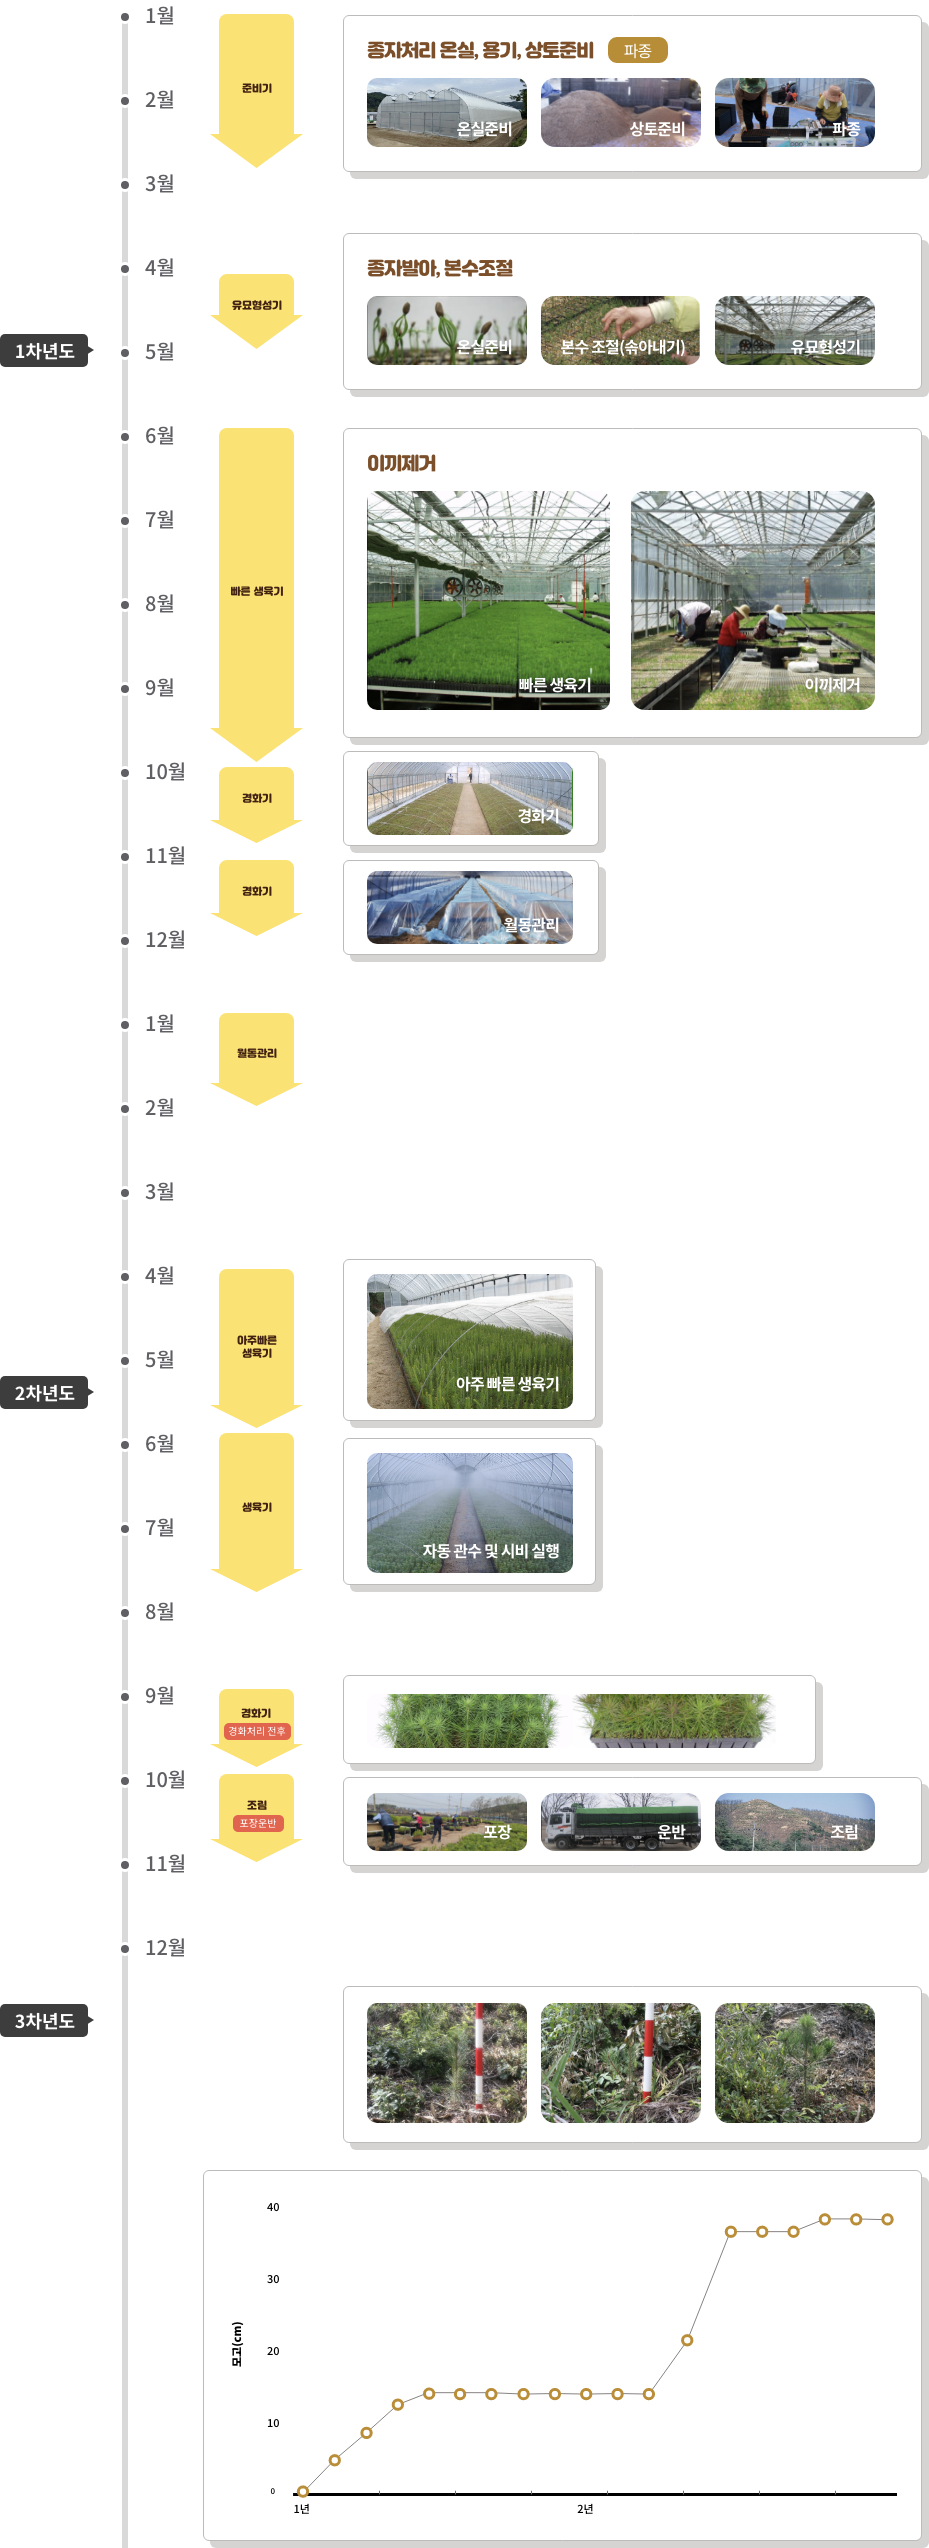 1월
준비기
종자처리 온실, 용기, 상토준비 파종
온실준비 상토준비 파종
2월
3월
4월
유묘형성기
종자발아, 본수조절
온실준비 본수 조절(솎아내기) 유묘형성기
1차년도
5월
6월
이끼제거
7월
8월
빠른 생육기
9월
빠른 생육기 이끼제거
10월
경화기
경화기
11월
경화기
월동관리
12월
1월
월동관리
2월
3월
4월
아주빠른
생육기
5월
아주 빠른 생육기
2차년도
6월
생육기
7월
자동 관수 및 시비 실행
8월
9월
경화기
경화처리 전후
10월
조림
포장운반
포장 운반 조림
11월
12월
3차년도
40
30
20
10
0
모고(cm)
1년 2년